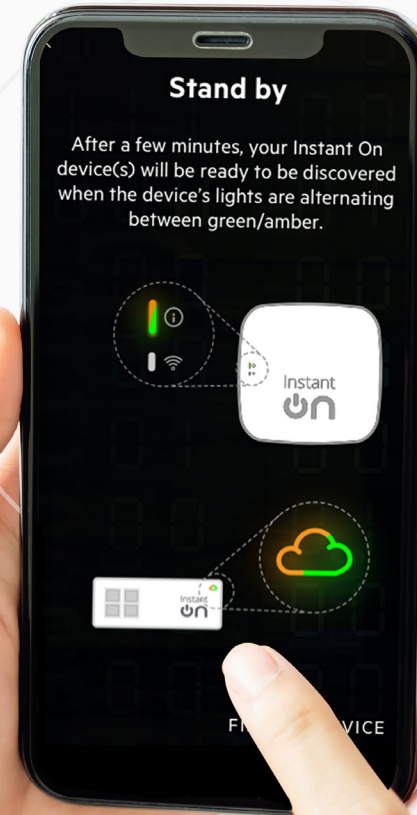 Stand by
After a few minutes, your Instant On
device(s) will be ready to be discovered
when the device's lights are alternating
between green/amber.
Instant
on
Instant
on